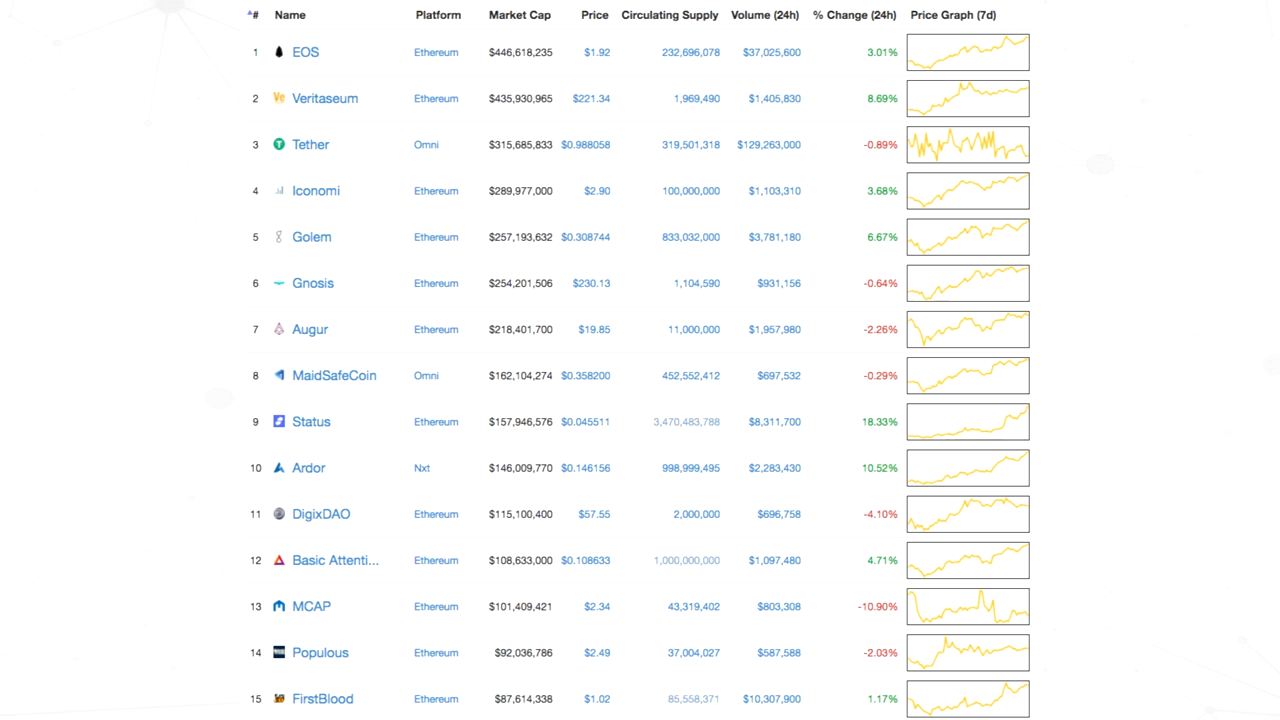 # Name Platform Market Cap Price Circulating Supply Volume (24h) % Change (24h) Price Graph (7d)
1 EOS Ethereum $446,618,235 $1.92 232,696,078 $37,025,600 3.01%
2 Ve Veritaseum Ethereum $435,930,965 $221.34 1,969,490 $1,405,830 8.69%
3 T Tether Omni $315,685,833 $0.988058 319,501,318 $129,263,000 -0.89%
4 Iconomi Ethereum $289,977,000 $2.90 100,000,000 $1,103,310 3.68%
5 Golem Ethereum $257,193,632 $0.308744 833,032,000 $3,781,180 6.67%
6 Gnosis Ethereum $254,201,506 $230.13 1,104,590 $931,156 -0.64%
7 Augur Ethereum $218,401,700 $19.85 11,000,000 $1,957,980 -2.26%
8 MaidSafeCoin Omni $162,104,274 $0.358200 452,552,412 $697,532 -0.29%
9 Status Ethereum $157,946,576 $0.045511 3,470,483,788 $8,311,700 18.33%
10 Ardor Nxt $146,009,770 $0.146156 998,999,495 $2,283,430 10.52%
11 DigixDAO Ethereum $115,100,400 $57.55 2,000,000 $696,758 -4.10%
12 Basic Attenti... Ethereum $108,633,000 $0.108633 1,000,000,000 $1,097,480 4.71%
13 MCAP Ethereum $101,409,421 $2.34 43,319,402 $803,308 -10.90%
14 Populous Ethereum $92,036,786 $2.49 37,004,027 $587,588 -2.03%
15 FirstBlood Ethereum $87,614,338 $1.02 85,558,371 $10,307,900 1.17%